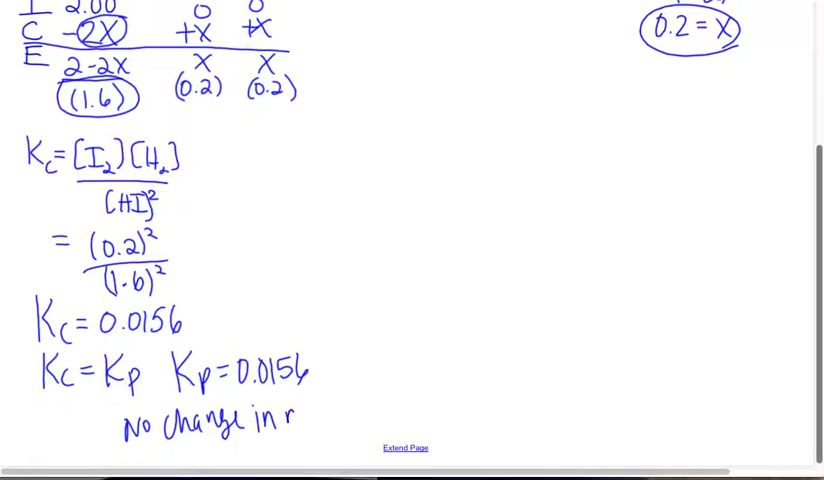 I 2.00 0 0
C -2x +x +x
E 2-2x x x
(1.6) (0.2) (0.2)
0.2 = x
Kc = [I₂][H₂]
[HI]²
= (0.2)²
(1.6)²
Kc = 0.0156
Kc = Kp Kp = 0.0156
No change in
Extend Page